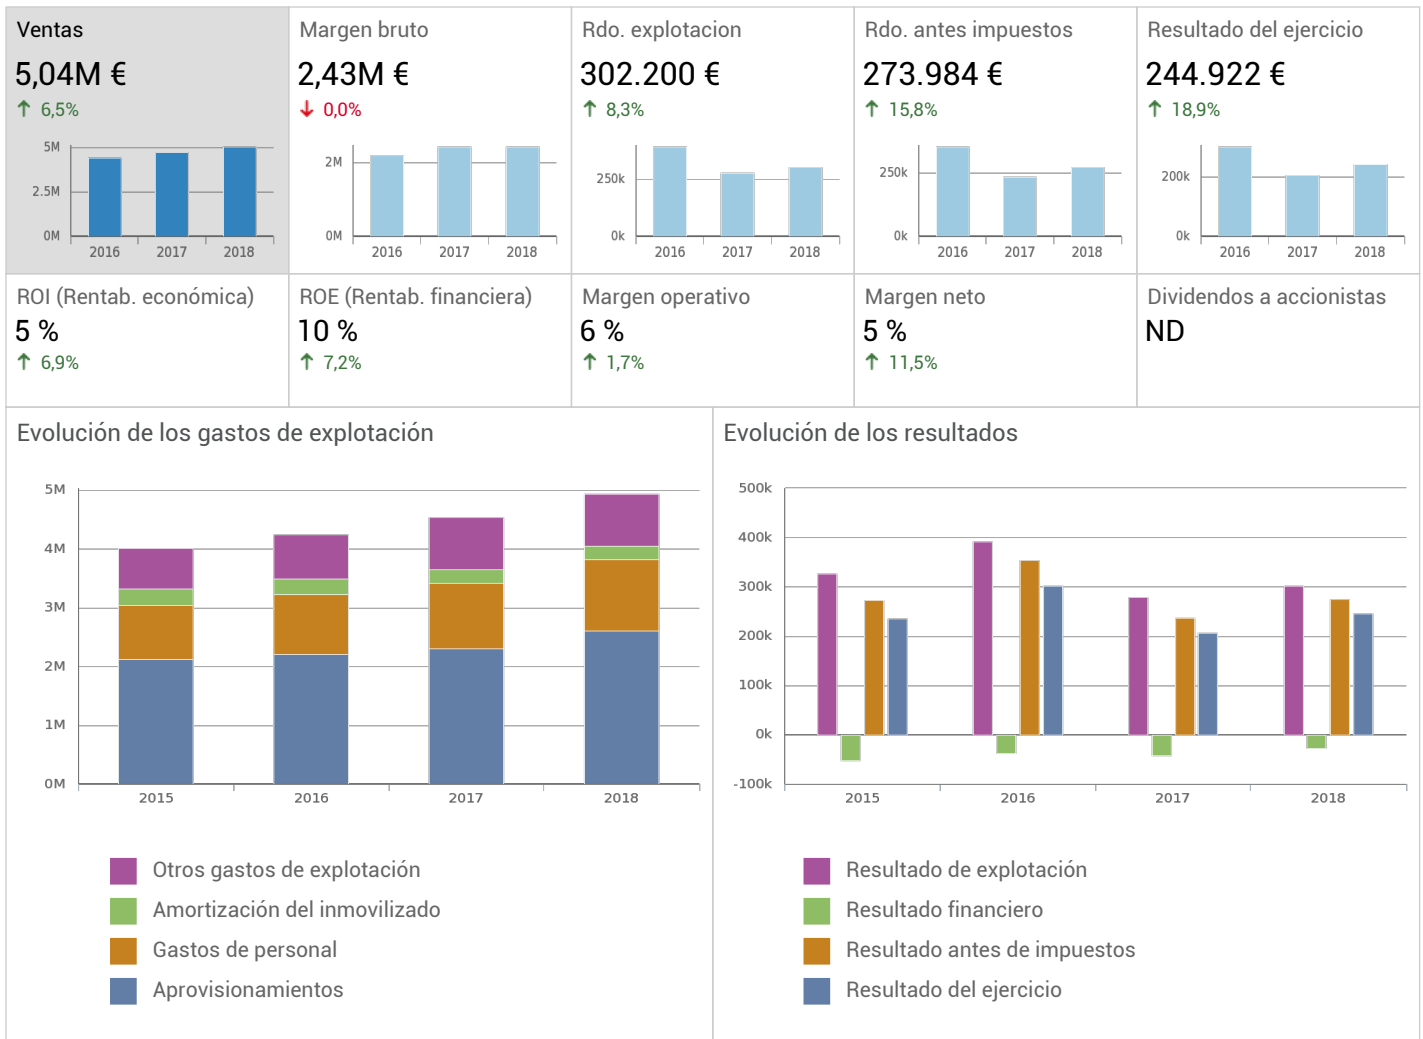 Ventas
5,04M €
↑ 6,5%
5M
2.5M
0M
2016 2017 2018
Margen bruto
2,43M €
↓ 0,0%
2M
0M
2016 2017 2018
Rdo. explotacion
302.200 €
↑ 8,3%
250k
0k
2016 2017 2018
Rdo. antes impuestos
273.984 €
↑ 15,8%
250k
0k
2016 2017 2018
Resultado del ejercicio
244.922 €
↑ 18,9%
200k
0k
2016 2017 2018
ROI (Rentab. económica)
5 %
↑ 6,9%
ROE (Rentab. financiera)
10 %
↑ 7,2%
Margen operativo
6 %
↑ 1,7%
Margen neto
5 %
↑ 11,5%
Dividendos a accionistas
ND
Evolución de los gastos de explotación
5M
4M
3M
2M
1M
0M
2015 2016 2017 2018
Otros gastos de explotación
Amortización del inmovilizado
Gastos de personal
Aprovisionamientos
Evolución de los resultados
500k
400k
300k
200k
100k
0k
-100k
2015 2016 2017 2018
Resultado de explotación
Resultado financiero
Resultado antes de impuestos
Resultado del ejercicio